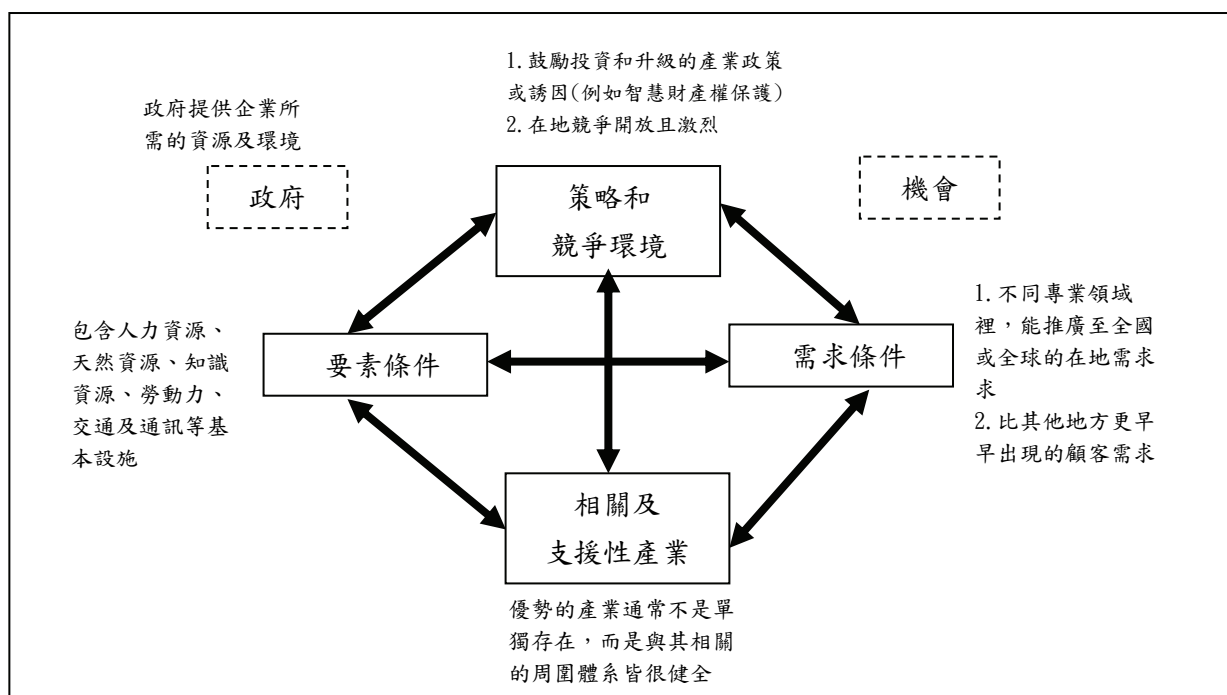 1.鼓勵投資和升級的產業政策
或誘因(例如智慧財產權保護)
2.在地競爭開放且激烈
政府提供企業所
需的資源及環境
政府
策略和
競爭環境
機會
包含人力資源、
天然資源、知識
資源、勞動力、
交通及通訊等基
本設施
要素條件
需求條件
1.不同專業領域
裡，能推廣至全國
或全球的在地需求
求
2.比其他地方更早
早出現的顧客需求
相關及
支援性產業
優勢的產業通常不是單
獨存在，而是與其相關
的周圍體系皆很健全